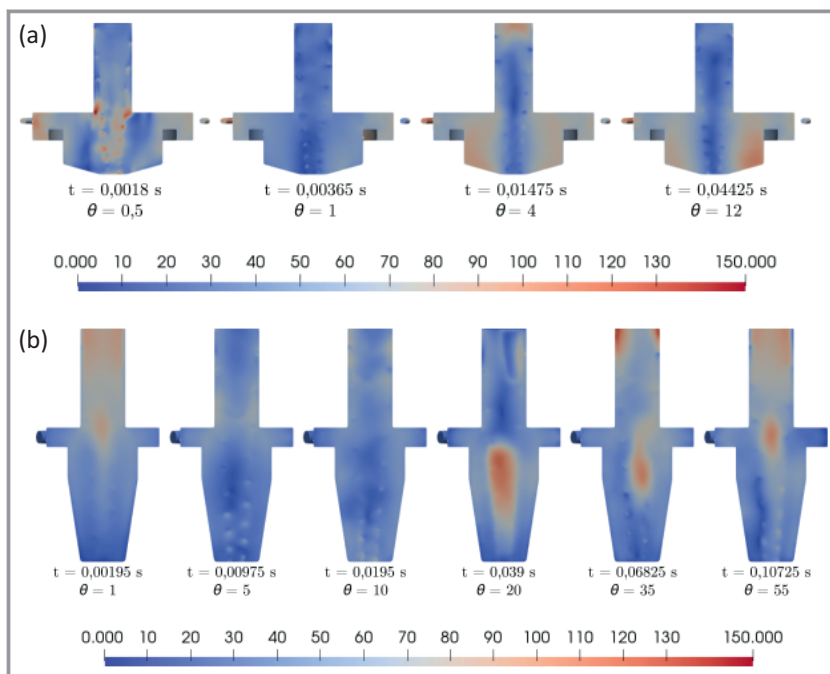 (a)
t = 0,0018 s t = 0,00365 s t = 0,01475 s t = 0,04425 s
θ = 0,5 θ = 1 θ = 4 θ = 12
0.000 10 20 30 40 50 60 70 80 90 100 110 120 130 150.000
(b)
t = 0,00195 s t = 0,00975 s t = 0,0195 s t = 0,039 s t = 0,06825 s t = 0,10725 s
θ = 1 θ = 5 θ = 10 θ = 20 θ = 35 θ = 55
0.000 10 20 30 40 50 60 70 80 90 100 110 120 130 150.000